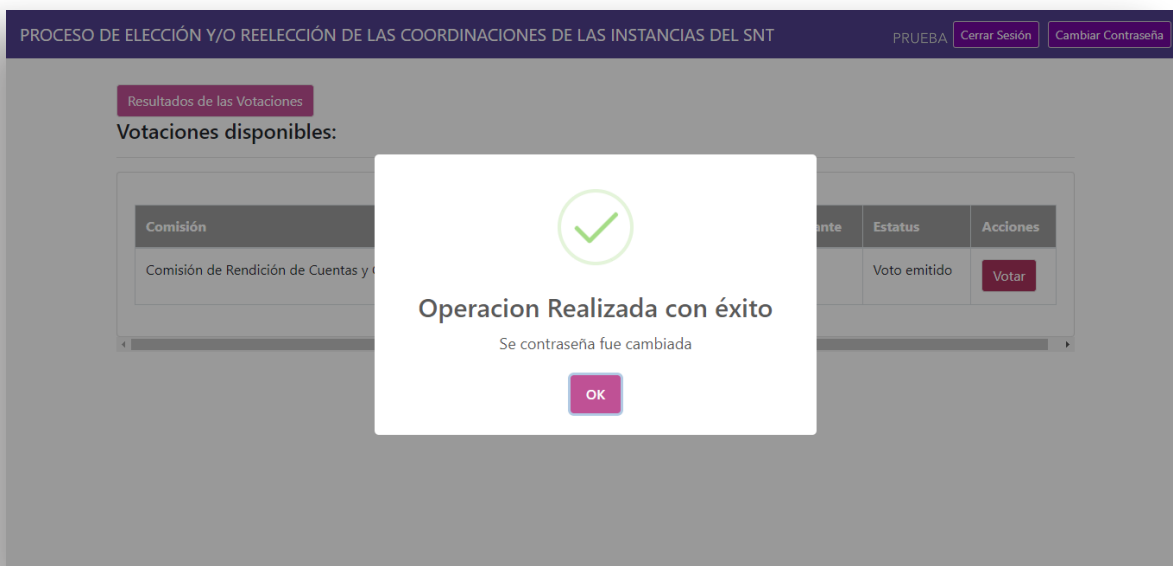 PROCESO DE ELECCIÓN Y/O REELECCIÓN DE LAS COORDINACIONES DE LAS INSTANCIAS DEL SNT PRUEBA Cerrar Sesión Cambiar Contraseña
Resultados de las Votaciones
Votaciones disponibles:
Comisión Estatus Acciones
Comisión de Rendición de Cuentas y Voto emitido Votar
Operacion Realizada con éxito
Se contraseña fue cambiada
OK